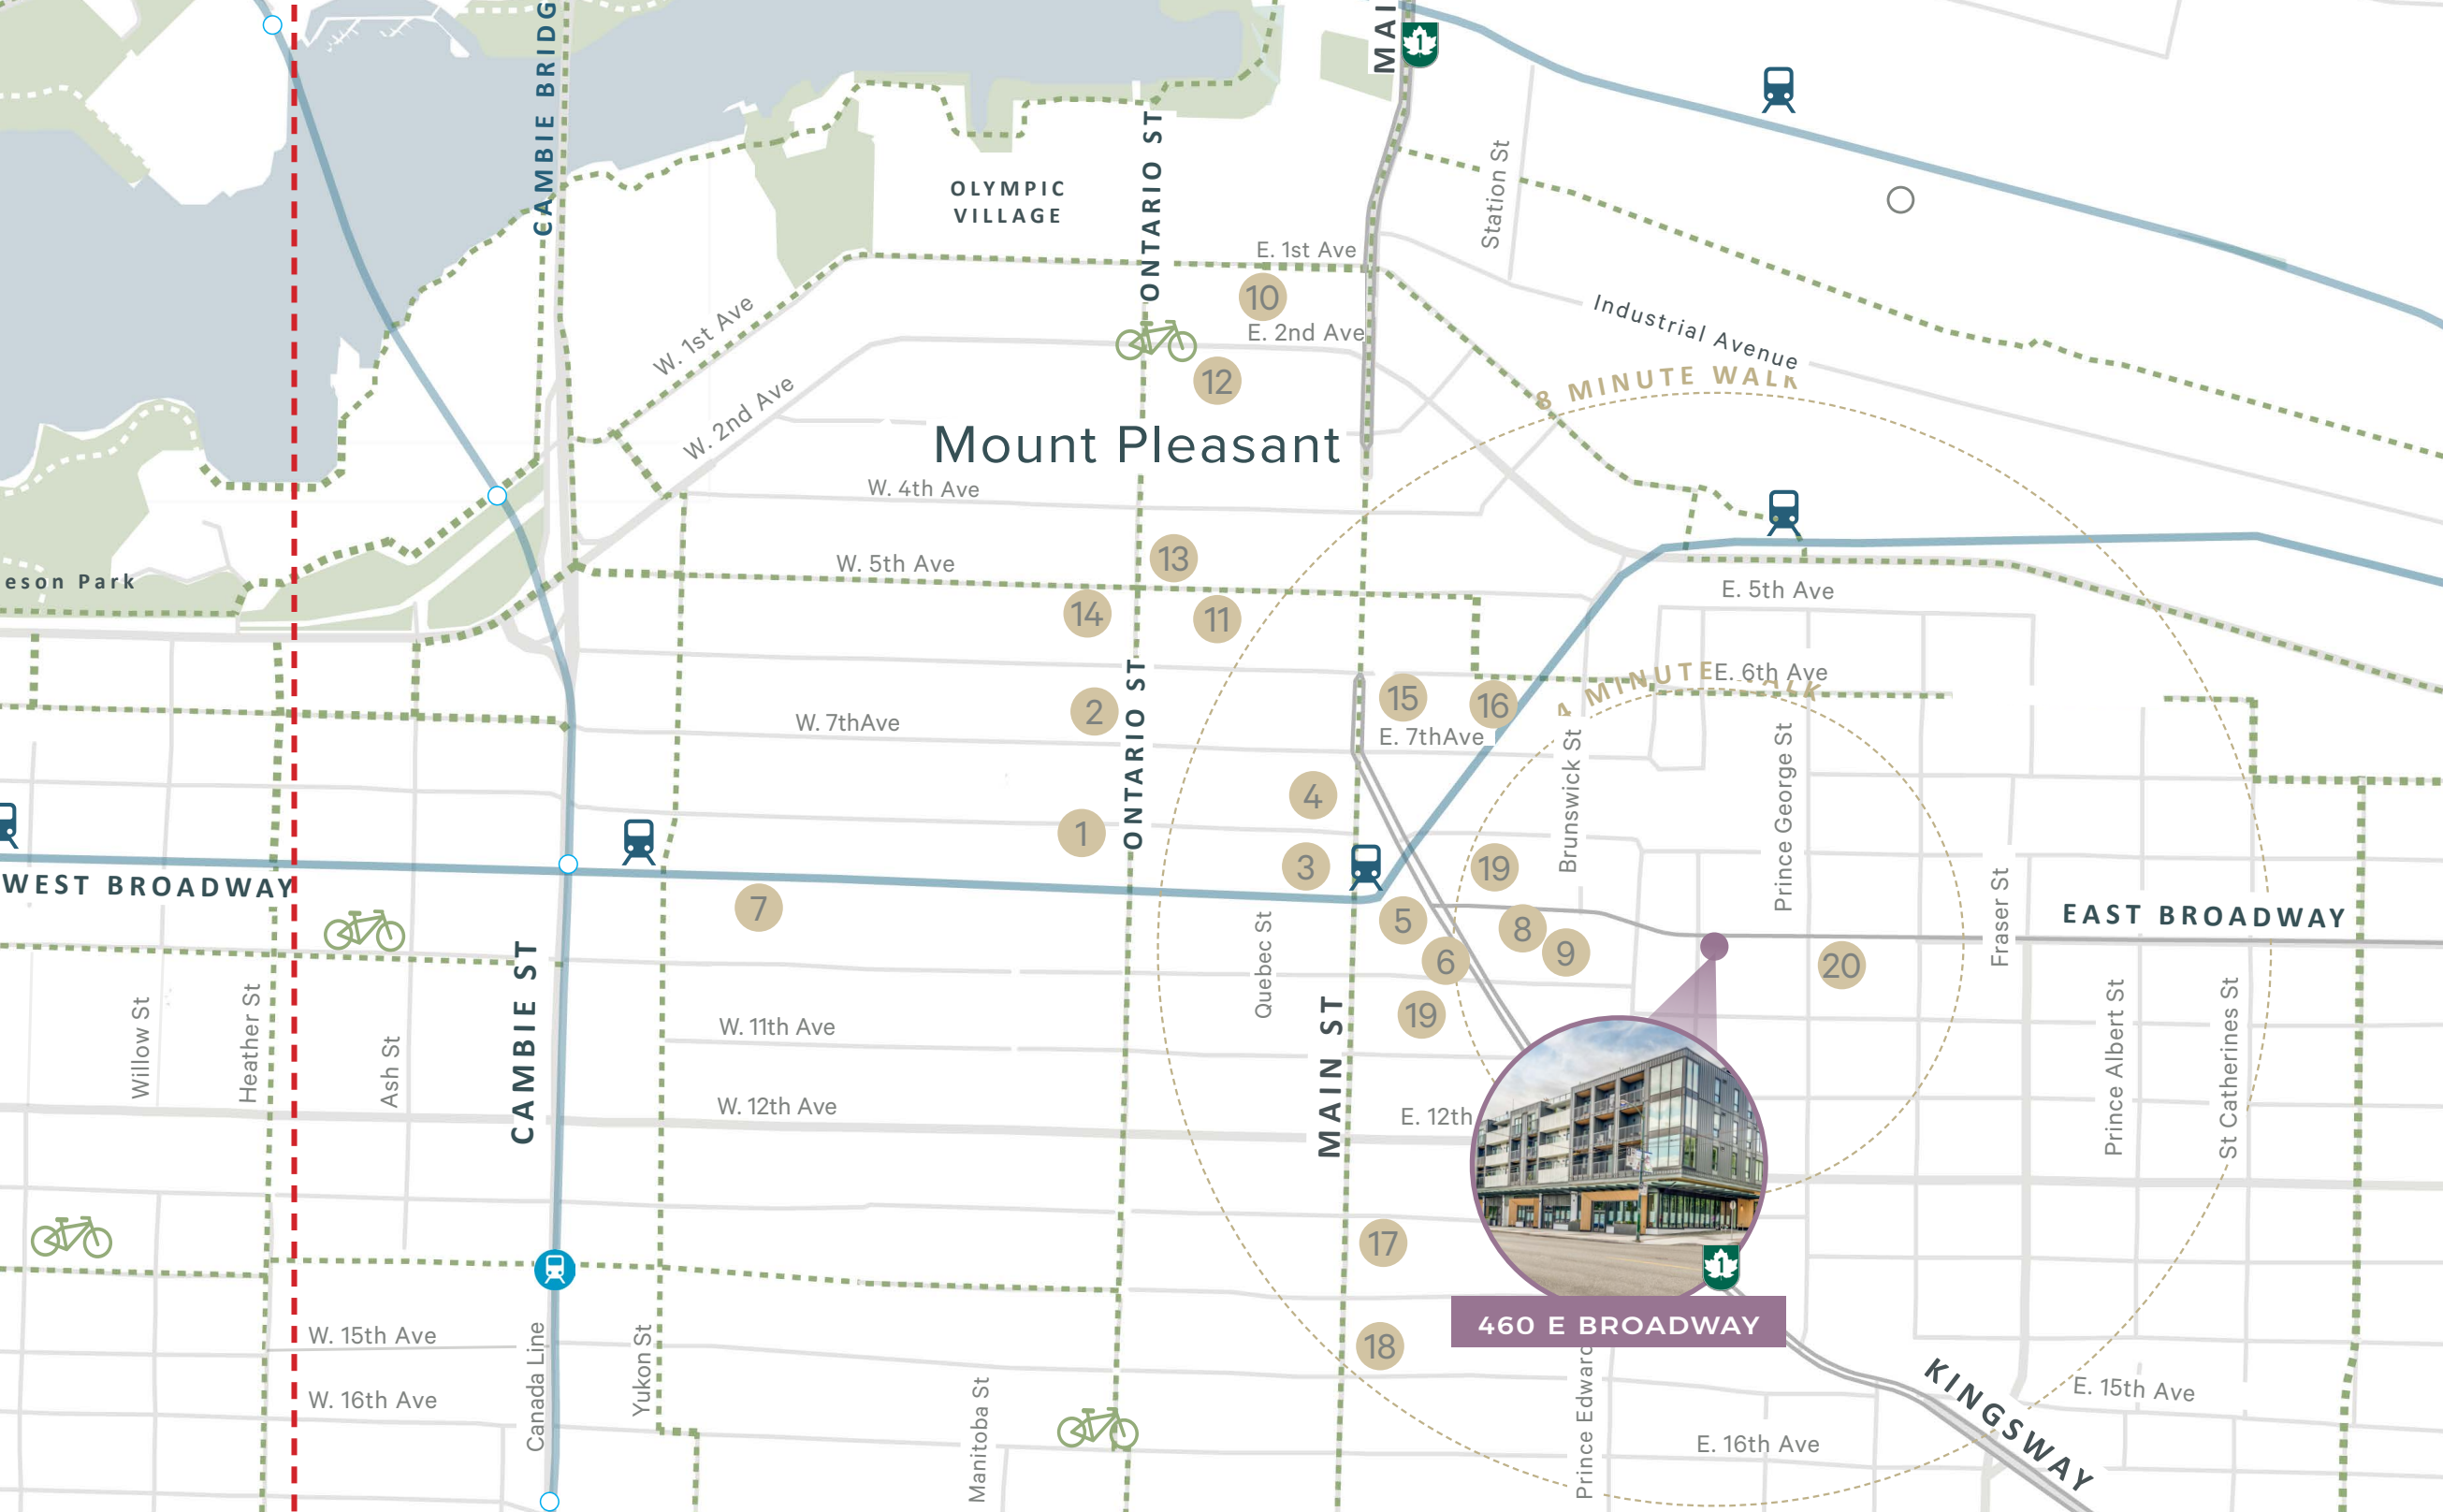 CAMBIE BRIDG
MAI
1
ONTARIO ST
Station St
OLYMPIC
VILLAGE
E. 1st Ave
10
Industrial Avenue
W. 1st Ave
E. 2nd Ave
8 MINUTE WALK
12
W. 2nd Ave
Mount Pleasant
W. 4th Ave
13
W. 5th Ave
eson Park
E. 5th Ave
14
11
E. 6th Ave
4 MINUTE
15
16
2
W. 7thAve
E. 7thAve
ONTARIO ST
Brunswick St
Prince George St
4
1
3
19
WEST BROADWAY
7
5
8
EAST BROADWAY
Fraser St
9
6
20
Quebec St
CAMBIE ST
19
MAIN ST
Willow St
Heather St
Ash St
W. 11th Ave
Prince Albert St
St Catherines St
W. 12th Ave
E. 12th
17
1
460 E BROADWAY
W. 15th Ave
18
Canada Line
Yukon St
W. 16th Ave
Manitoba St
Prince Edward
KINGSWAY
E. 15th Ave
E. 16th Ave